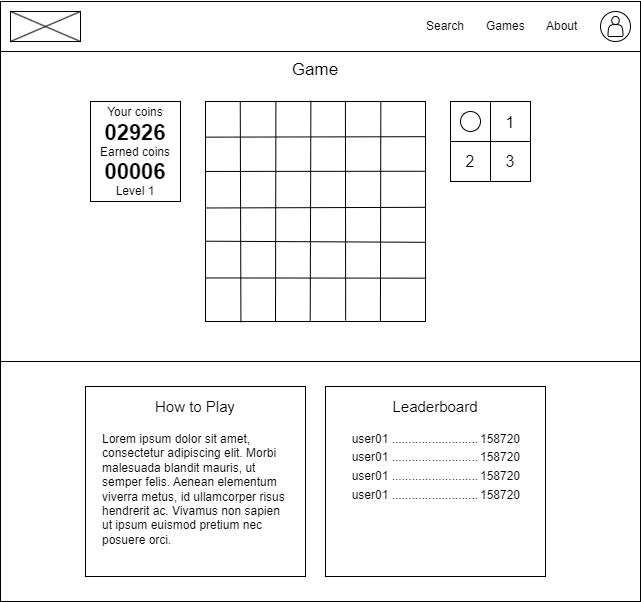 Search Games About
Game
Your coins
02926
Earned coins
00006
Level 1
1
2 3
How to Play
Lorem ipsum dolor sit amet,
consectetur adipiscing elit. Morbi
malesuada blandit mauris, ut
semper felis. Aenean elementum
viverra metus, id ullamcorper risus
hendrerit ac. Vivamus non sapien
ut ipsum euismod pretium nec
posuere orci.
Leaderboard
user01 .......................... 158720
user01 .......................... 158720
user01 .......................... 158720
user01 .......................... 158720